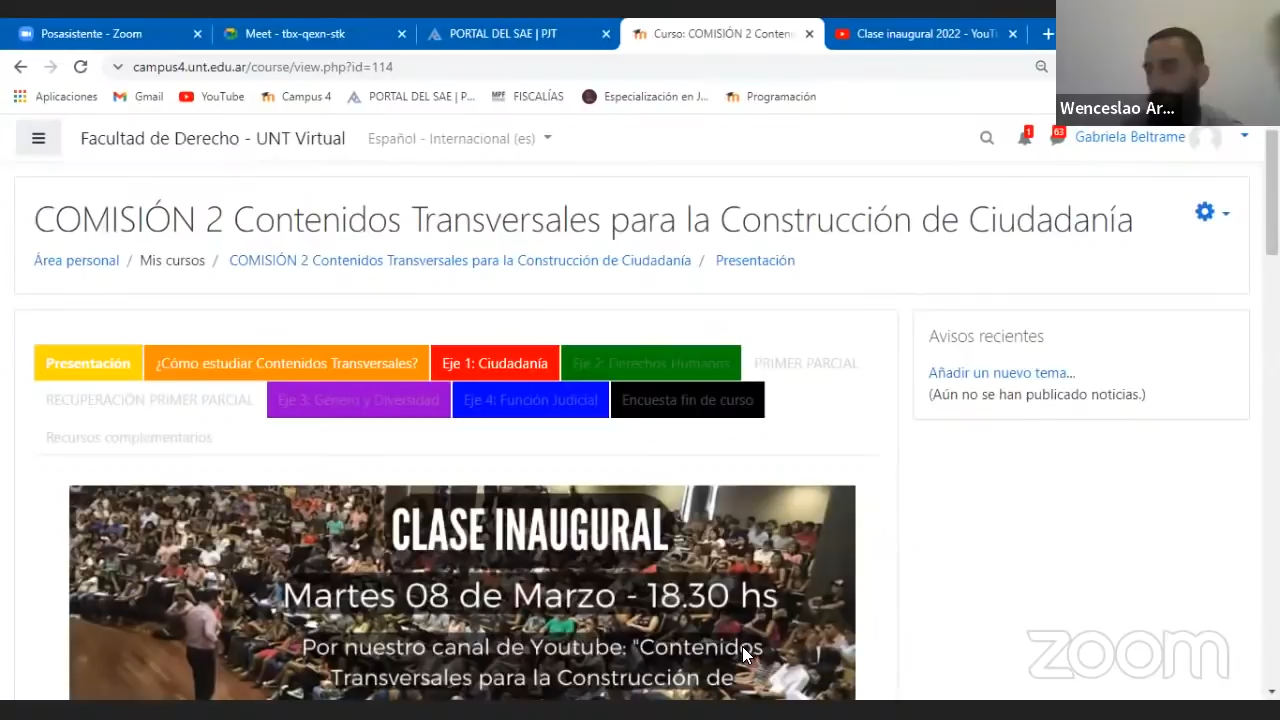 Posasistente - Zoom
Meet - tbx-qexn-stk
PORTAL DEL SAE | PJT
Curso: COMISIÓN 2 Conten
Clase inaugural 2022 - YouT
campus4.unt.edu.ar/course/view.php?id=114
Aplicaciones
Gmail
YouTube
Campus 4
PORTAL DEL SAE | P...
MPF FISCALÍAS
Especialización en J...
Programación
Wenceslao Ar...
Facultad de Derecho - UNT Virtual
Español - Internacional (es)
1
63
Gabriela Beltrame
COMISIÓN 2 Contenidos Transversales para la Construcción de Ciudadanía
Área personal / Mis cursos / COMISIÓN 2 Contenidos Transversales para la Construcción de Ciudadanía / Presentación
Presentación
¿Cómo estudiar Contenidos Transversales?
Eje 1: Ciudadanía
Eje 2: Derechos Humanos
PRIMER PARCIAL
RECUPERACIÓN PRIMER PARCIAL
Eje 3: Género y Diversidad
Eje 4: Función Judicial
Encuesta fin de curso
Recursos complementarios
Avisos recientes
Añadir un nuevo tema...
(Aún no se han publicado noticias.)
CLASE INAUGURAL
Martes 08 de Marzo - 18.30 hs
Por nuestro canal de Youtube: "Contenidos
Transversales para la Construcción de
zoom